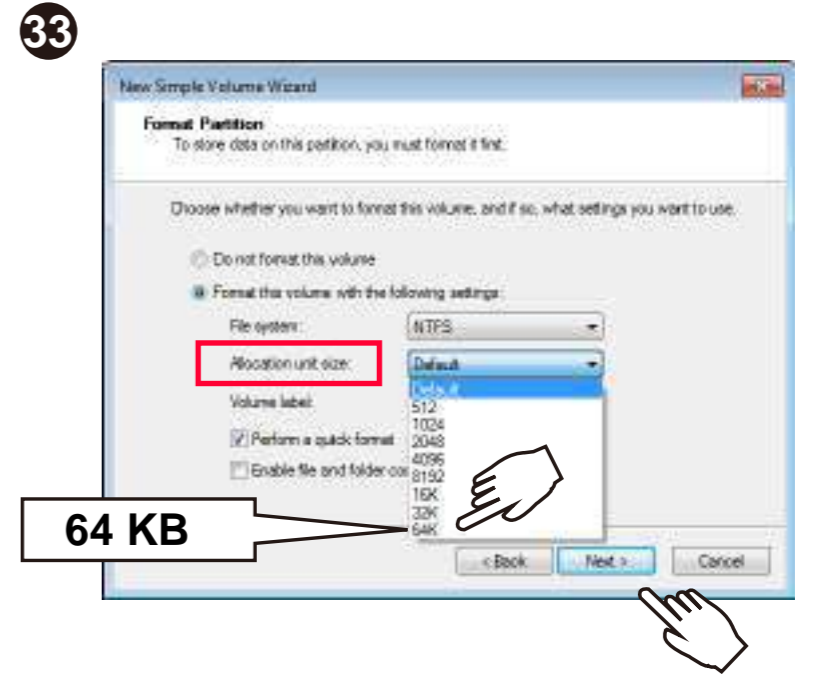 33
New Simple Volume Wizard
Format Partition
To store data on this partition, you must format it first.
Choose whether you want to format this volume, and if so, what settings you want to use.
Do not format this volume
Format this volume with the following settings:
File system: NTFS
Allocation unit size: Default
Default
Volume label:
512
1024
Perform a quick format 2048
4096
Enable file and folder co 8192
16K
32K
64 KB
64K
< Back Next > Cancel